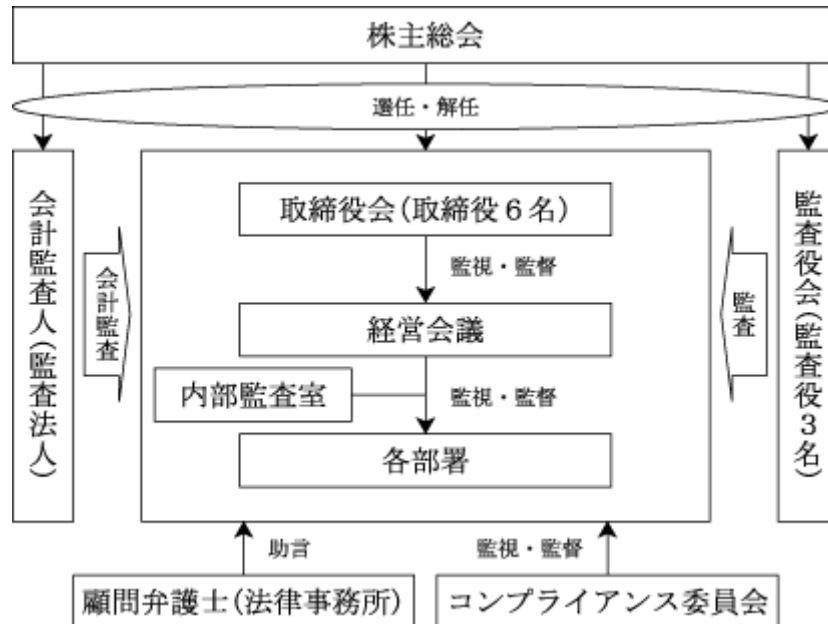 株主総会
選任・解任
会計監査人(監査法人)
会計監査
取締役会(取締役6名)
監視・監督
経営会議
内部監査室
監視・監督
各部署
監査
監査役会(監査役3名)
助言
監視・監督
顧問弁護士(法律事務所)
コンプライアンス委員会